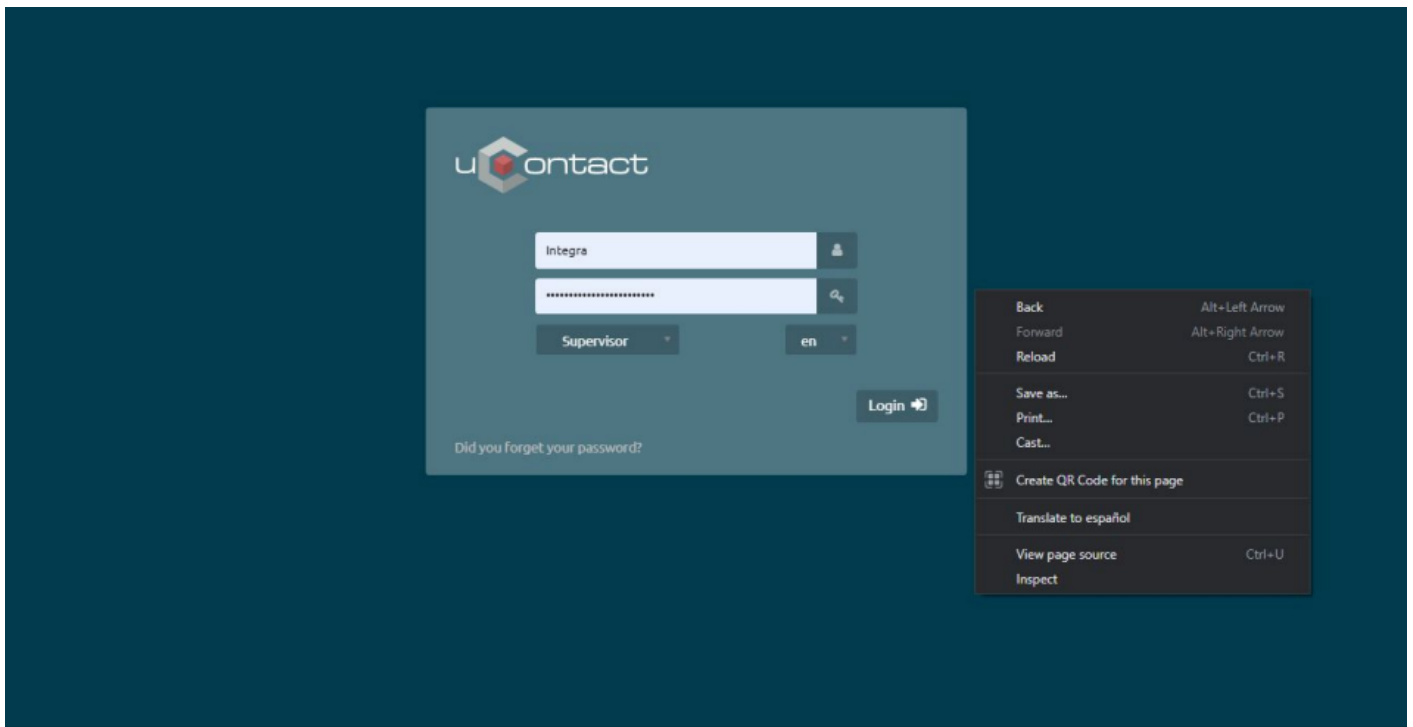 uContact
Integra
••••••••••••••••••••••••
Supervisor
en
Login
Did you forget your password?
Back Alt+Left Arrow
Forward Alt+Right Arrow
Reload Ctrl+R
Save as... Ctrl+S
Print... Ctrl+P
Cast...
Create QR Code for this page
Translate to español
View page source Ctrl+U
Inspect